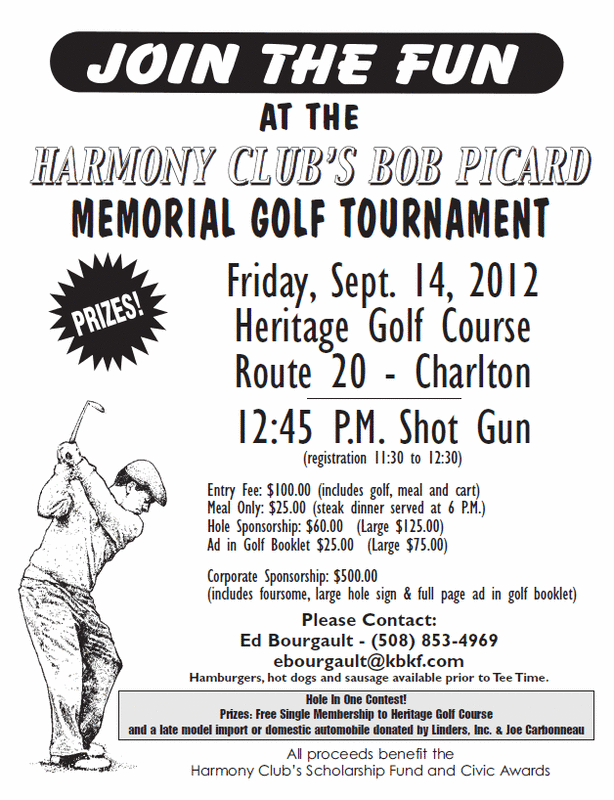 JOIN THE FUN
AT THE
HARMONY CLUB'S BOB PICARD
MEMORIAL GOLF TOURNAMENT
PRIZES!
Friday, Sept. 14, 2012
Heritage Golf Course
Route 20 - Charlton
12:45 P.M. Shot Gun
(registration 11:30 to 12:30)
Entry Fee: $100.00 (includes golf, meal and cart)
Meal Only: $25.00 (steak dinner served at 6 P.M.)
Hole Sponsorship: $60.00 (Large $125.00)
Ad in Golf Booklet $25.00 (Large $75.00)
Corporate Sponsorship: $500.00
(includes foursome, large hole sign & full page ad in golf booklet)
Please Contact:
Ed Bourgault - (508) 853-4969
ebourgault@kbkf.com
Hamburgers, hot dogs and sausage available prior to Tee Time.
Hole In One Contest!
Prizes: Free Single Membership to Heritage Golf Course
and a late model import or domestic automobile donated by Linders, Inc. & Joe Carbonneau
All proceeds benefit the
Harmony Club's Scholarship Fund and Civic Awards